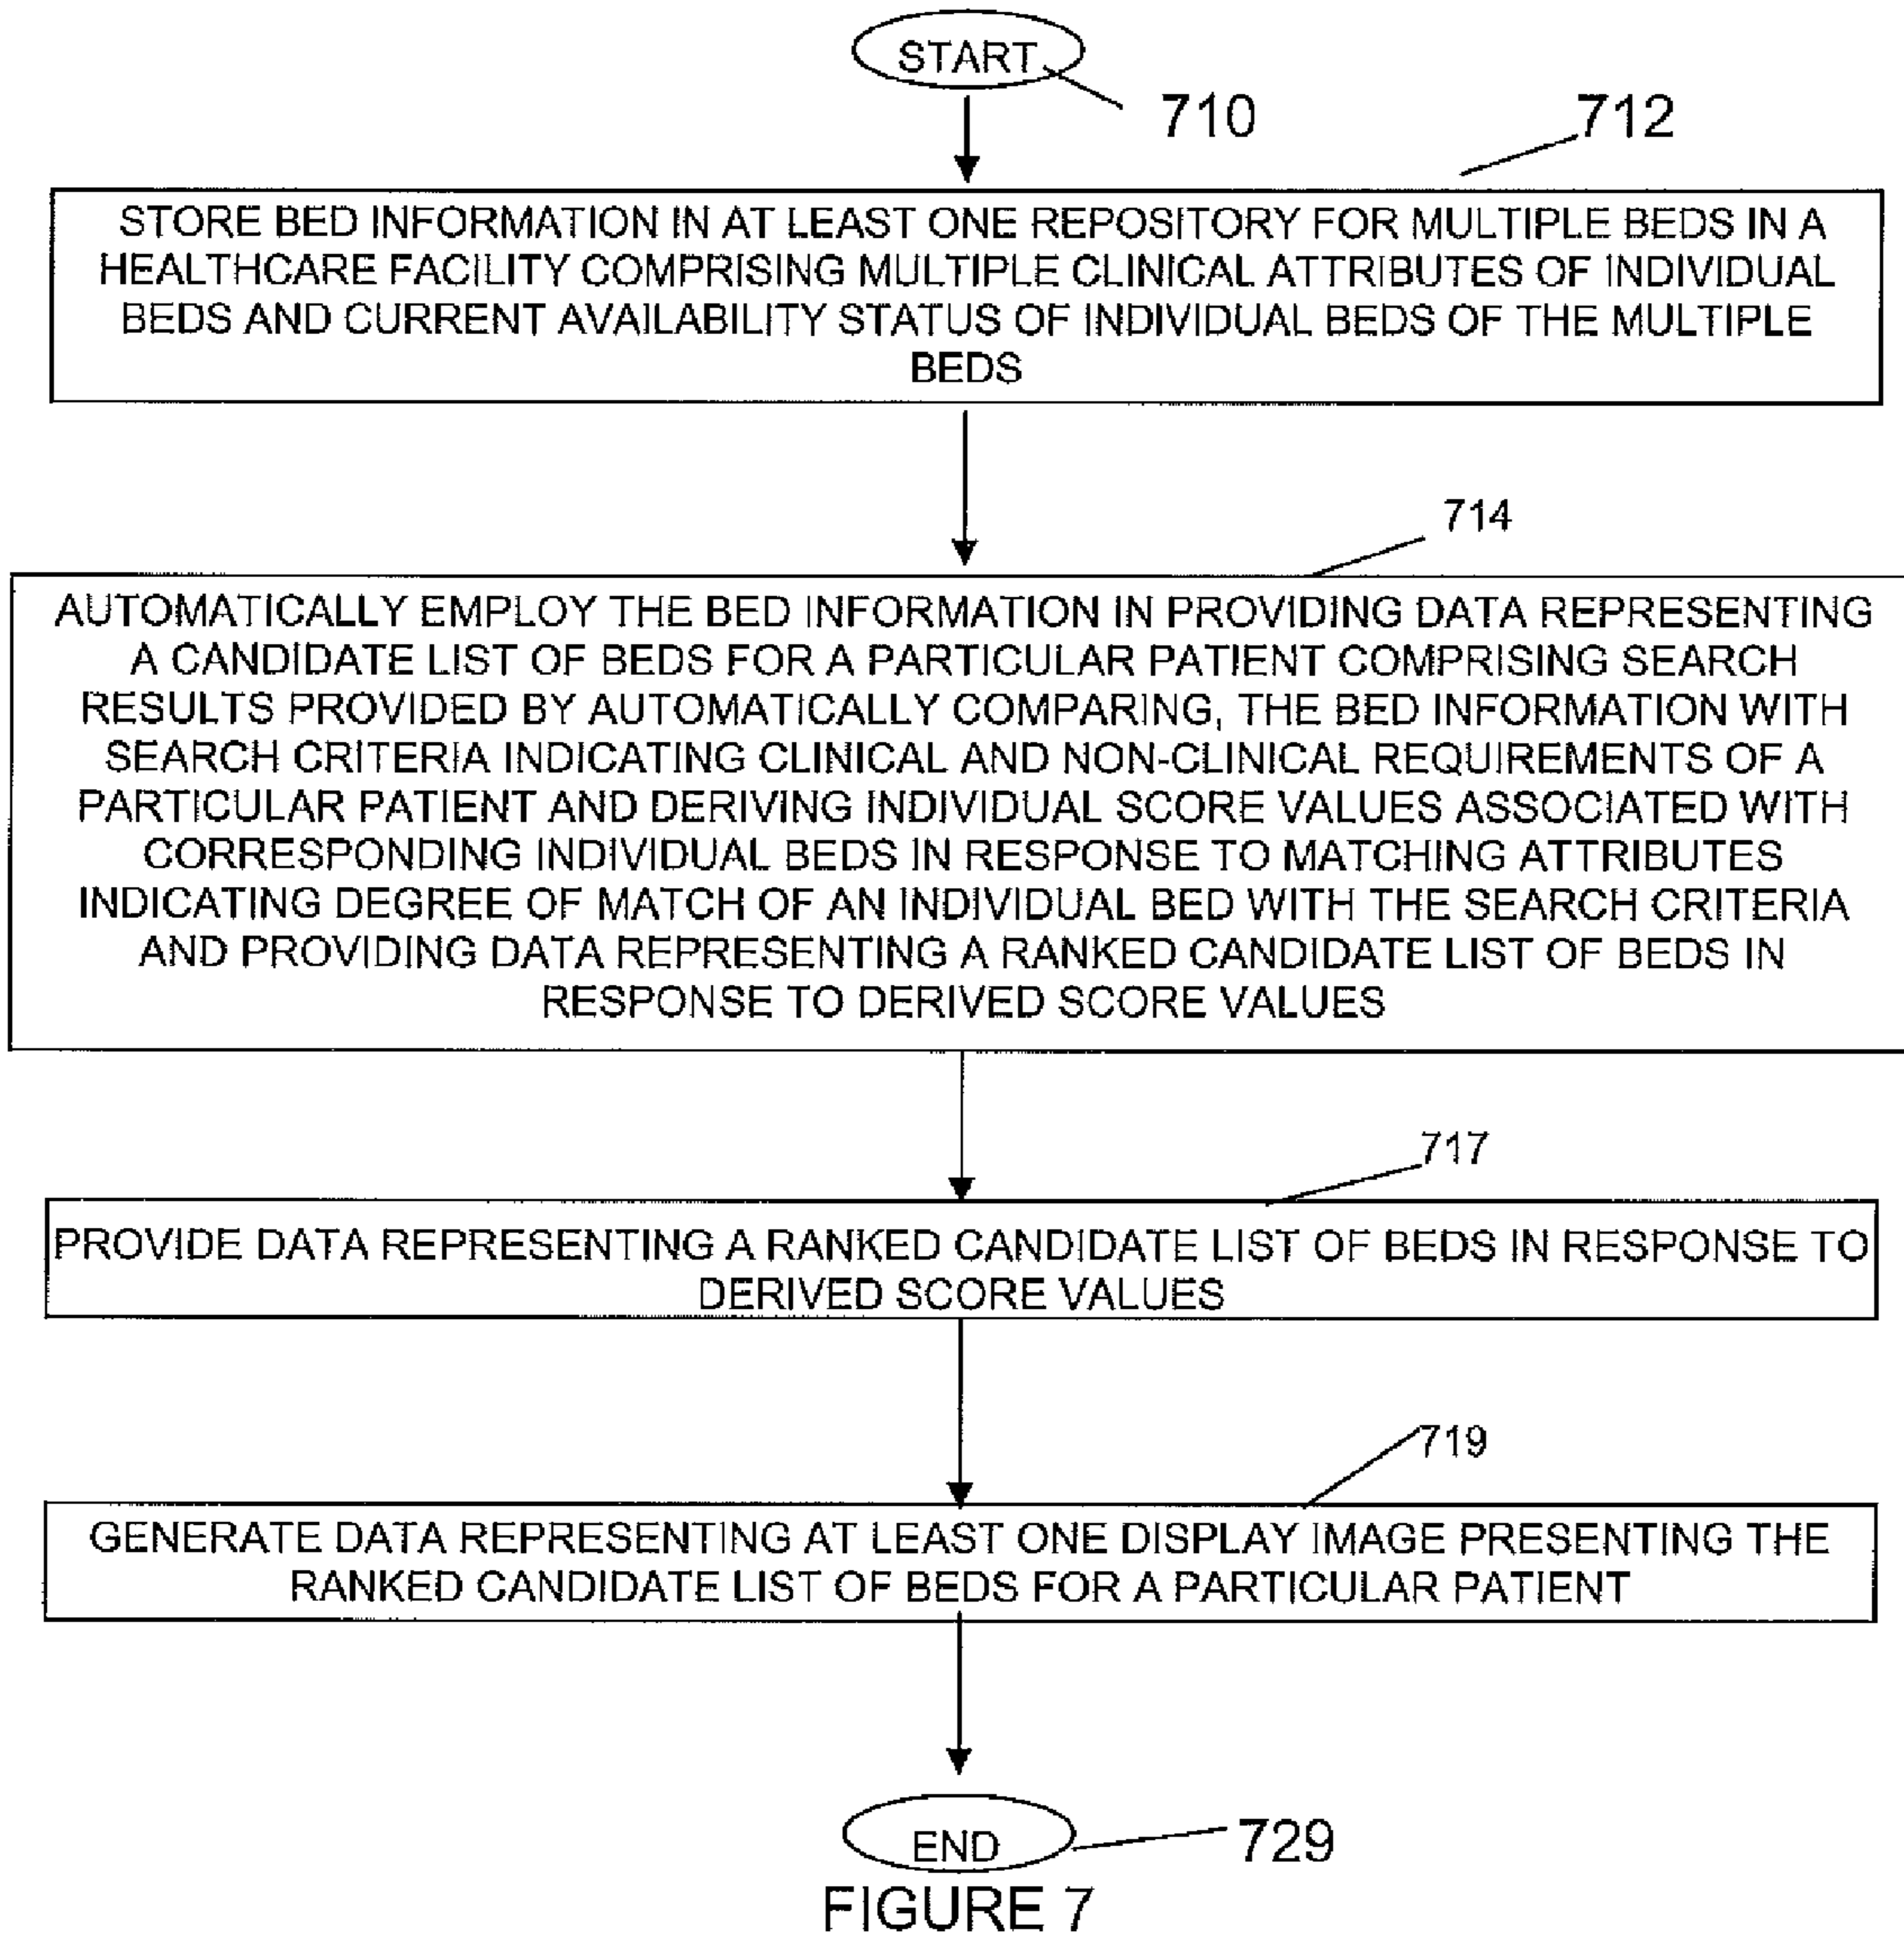 START
710
712
STORE BED INFORMATION IN AT LEAST ONE REPOSITORY FOR MULTIPLE BEDS IN A
HEALTHCARE FACILITY COMPRISING MULTIPLE CLINICAL ATTRIBUTES OF INDIVIDUAL
BEDS AND CURRENT AVAILABILITY STATUS OF INDIVIDUAL BEDS OF THE MULTIPLE
BEDS
714
AUTOMATICALLY EMPLOY THE BED INFORMATION IN PROVIDING DATA REPRESENTING
A CANDIDATE LIST OF BEDS FOR A PARTICULAR PATIENT COMPRISING SEARCH
RESULTS PROVIDED BY AUTOMATICALLY COMPARING, THE BED INFORMATION WITH
SEARCH CRITERIA INDICATING CLINICAL AND NON-CLINICAL REQUIREMENTS OF A
PARTICULAR PATIENT AND DERIVING INDIVIDUAL SCORE VALUES ASSOCIATED WITH
CORRESPONDING INDIVIDUAL BEDS IN RESPONSE TO MATCHING ATTRIBUTES
INDICATING DEGREE OF MATCH OF AN INDIVIDUAL BED WITH THE SEARCH CRITERIA
AND PROVIDING DATA REPRESENTING A RANKED CANDIDATE LIST OF BEDS IN
RESPONSE TO DERIVED SCORE VALUES
717
PROVIDE DATA REPRESENTING A RANKED CANDIDATE LIST OF BEDS IN RESPONSE TO
DERIVED SCORE VALUES
719
GENERATE DATA REPRESENTING AT LEAST ONE DISPLAY IMAGE PRESENTING THE
RANKED CANDIDATE LIST OF BEDS FOR A PARTICULAR PATIENT
END
729
FIGURE 7